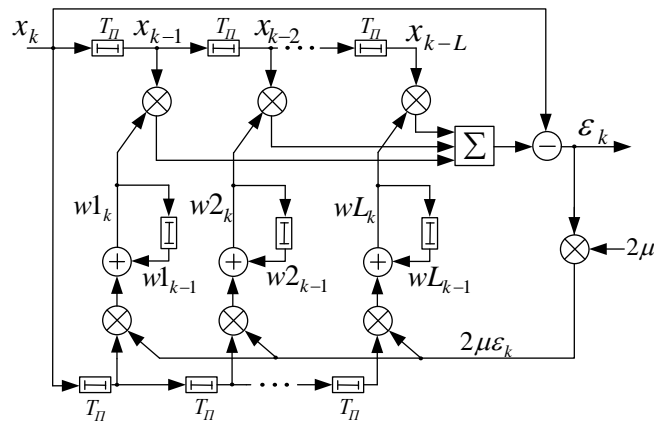 x_k T_П x_{k-1} T_П x_{k-2} ... T_П x_{k-L}
Σ − ε_k
w1_k w2_k wL_k
2μ
+ w1_{k-1} + w2_{k-1} + wL_{k-1}
2με_k
...
T_П T_П T_П